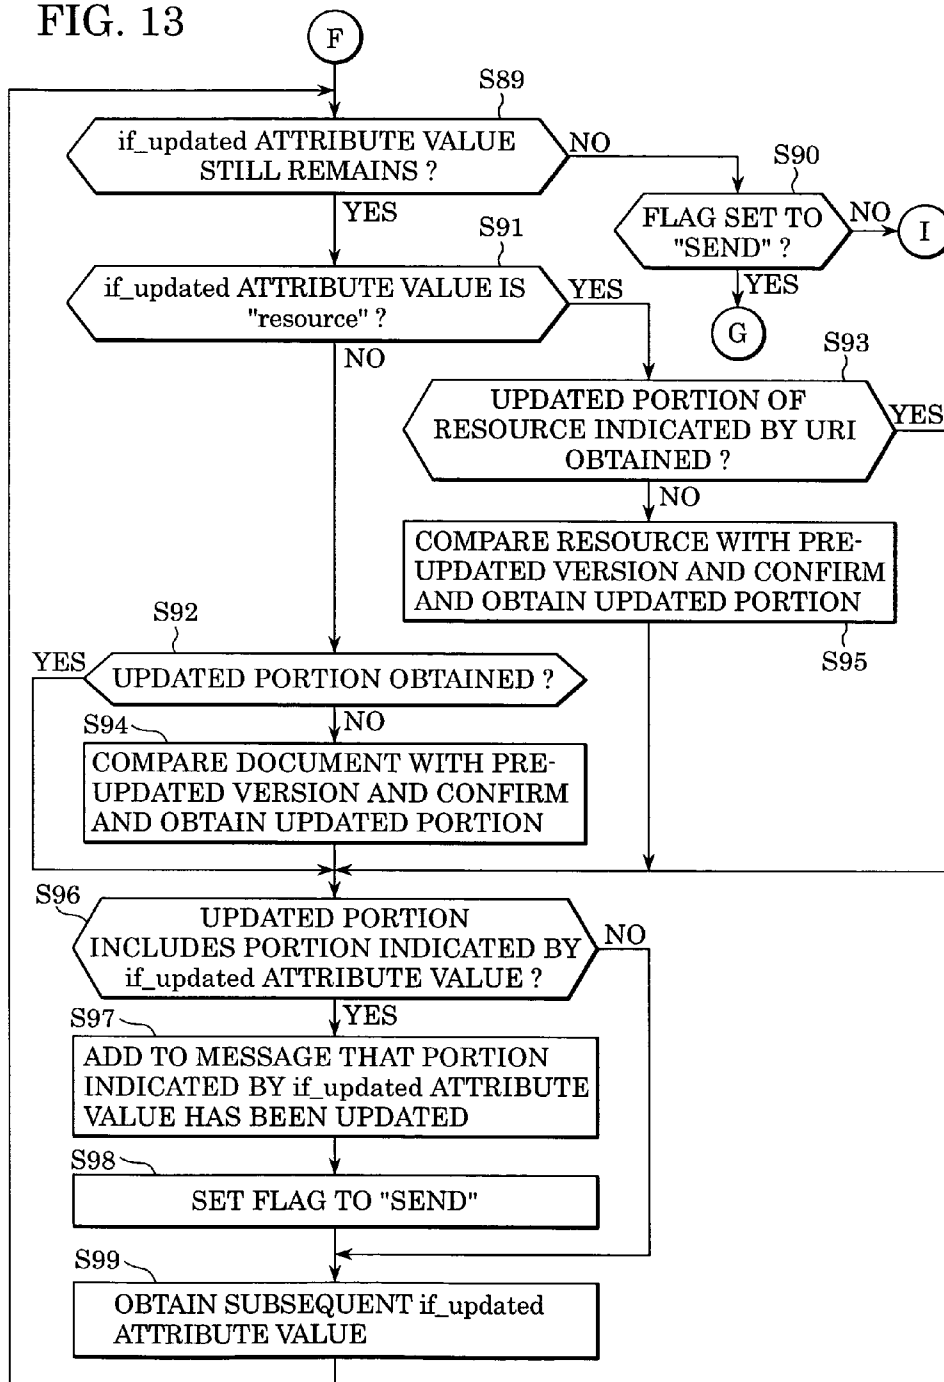 FIG. 13
F
S89
if_updated ATTRIBUTE VALUE
STILL REMAINS ?
NO
YES
S90
FLAG SET TO
"SEND" ?
NO
I
YES
G
S91
if_updated ATTRIBUTE VALUE IS
"resource" ?
YES
NO
S93
UPDATED PORTION OF
RESOURCE INDICATED BY URI
OBTAINED ?
YES
NO
COMPARE RESOURCE WITH PRE-
UPDATED VERSION AND CONFIRM
AND OBTAIN UPDATED PORTION
S95
S92
YES
UPDATED PORTION OBTAINED ?
NO
S94
COMPARE DOCUMENT WITH PRE-
UPDATED VERSION AND CONFIRM
AND OBTAIN UPDATED PORTION
S96
UPDATED PORTION
INCLUDES PORTION INDICATED BY
if_updated ATTRIBUTE VALUE ?
NO
YES
S97
ADD TO MESSAGE THAT PORTION
INDICATED BY if_updated ATTRIBUTE
VALUE HAS BEEN UPDATED
S98
SET FLAG TO "SEND"
S99
OBTAIN SUBSEQUENT if_updated
ATTRIBUTE VALUE